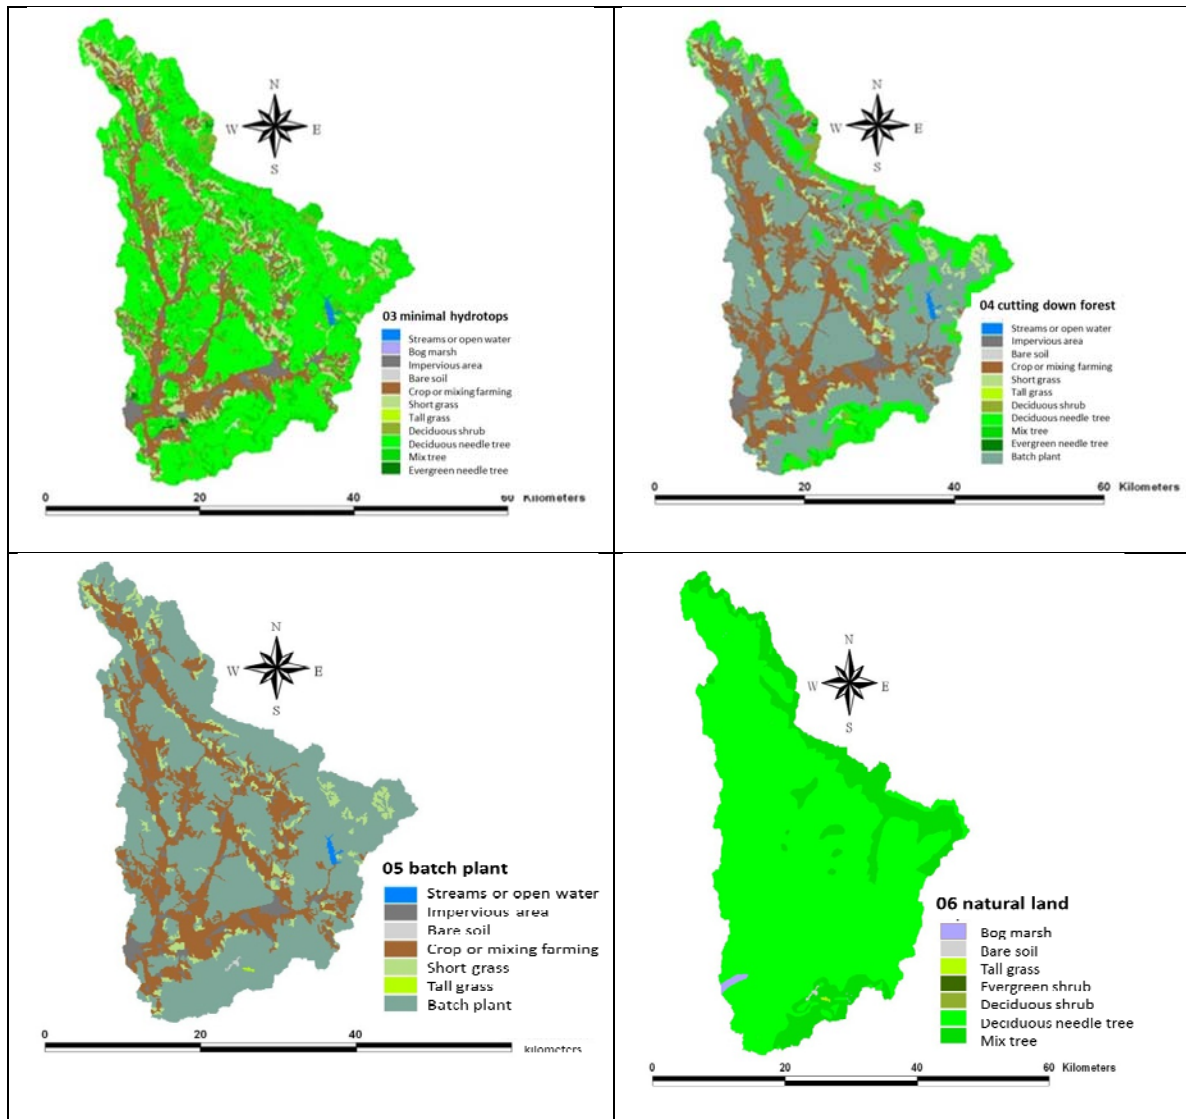 N
W E
S
03 minimal hydrotops
Streams or open water
Bog marsh
Impervious area
Bare soil
Crop or mixing farming
Short grass
Tall grass
Deciduous shrub
Deciduous needle tree
Mix tree
Evergreen needle tree
0 20 40 60 Kilometers
N
W E
S
04 cutting down forest
Streams or open water
Impervious area
Bare soil
Crop or mixing farming
Short grass
Tall grass
Deciduous shrub
Deciduous needle tree
Mix tree
Evergreen needle tree
Batch plant
0 20 40 60 Kilometers
N
W E
S
05 batch plant
Streams or open water
Impervious area
Bare soil
Crop or mixing farming
Short grass
Tall grass
Batch plant
0 20 40 kilometers
N
W E
S
06 natural land
Bog marsh
Bare soil
Tall grass
Evergreen shrub
Deciduous shrub
Deciduous needle tree
Mix tree
0 20 40 60 Kilometers